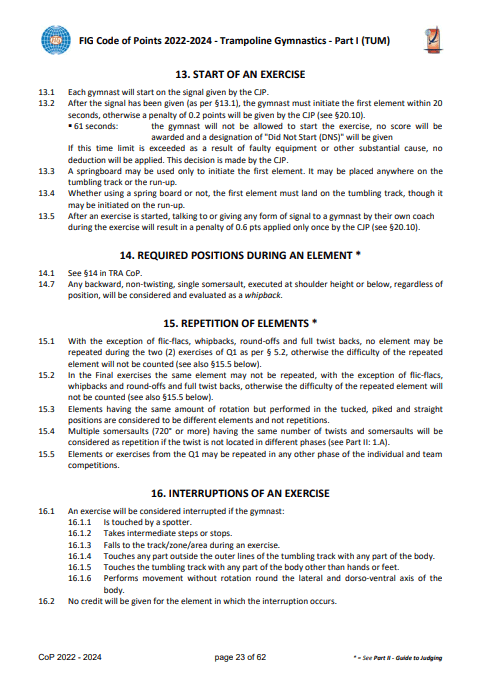 FIG Code of Points 2022-2024 - Trampoline Gymnastics - Part I (TUM)
13. START OF AN EXERCISE
13.1 Each gymnast will start on the signal given by the CJP.
13.2 After the signal has been given (as per §13.1), the gymnast must initiate the first element within 20
seconds, otherwise a penalty of 0.2 points will be given by the CJP (see §20.10).
▪ 61 seconds: the gymnast will not be allowed to start the exercise, no score will be
awarded and a designation of "Did Not Start (DNS)" will be given
If this time limit is exceeded as a result of faulty equipment or other substantial cause, no
deduction will be applied. This decision is made by the CJP.
13.3 A springboard may be used only to initiate the first element. It may be placed anywhere on the
tumbling track or the run-up.
13.4 Whether using a spring board or not, the first element must land on the tumbling track, though it
may be initiated on the run-up.
13.5 After an exercise is started, talking to or giving any form of signal to a gymnast by their own coach
during the exercise will result in a penalty of 0.6 pts applied only once by the CJP (see §20.10).
14. REQUIRED POSITIONS DURING AN ELEMENT *
14.1 See §14 in TRA CoP.
14.7 Any backward, non-twisting, single somersault, executed at shoulder height or below, regardless of
position, will be considered and evaluated as a whipback.
15. REPETITION OF ELEMENTS *
15.1 With the exception of flic-flacs, whipbacks, round-offs and full twist backs, no element may be
repeated during the two (2) exercises of Q1 as per § 5.2, otherwise the difficulty of the repeated
element will not be counted (see also §15.5 below).
15.2 In the Final exercises the same element may not be repeated, with the exception of flic-flacs,
whipbacks and round-offs and full twist backs, otherwise the difficulty of the repeated element will
not be counted (see also §15.5 below).
15.3 Elements having the same amount of rotation but performed in the tucked, piked and straight
positions are considered to be different elements and not repetitions.
15.4 Multiple somersaults (720° or more) having the same number of twists and somersaults will be
considered as repetition if the twist is not located in different phases (see Part II: 1.A).
15.5 Elements or exercises from the Q1 may be repeated in any other phase of the individual and team
competitions.
16. INTERRUPTIONS OF AN EXERCISE
16.1 An exercise will be considered interrupted if the gymnast:
16.1.1 Is touched by a spotter.
16.1.2 Takes intermediate steps or stops.
16.1.3 Falls to the track/zone/area during an exercise.
16.1.4 Touches any part outside the outer lines of the tumbling track with any part of the body.
16.1.5 Touches the tumbling track with any part of the body other than hands or feet.
16.1.6 Performs movement without rotation round the lateral and dorso-ventral axis of the
body.
16.2 No credit will be given for the element in which the interruption occurs.
CoP 2022 - 2024 page 23 of 62 * = See Part II - Guide to Judging